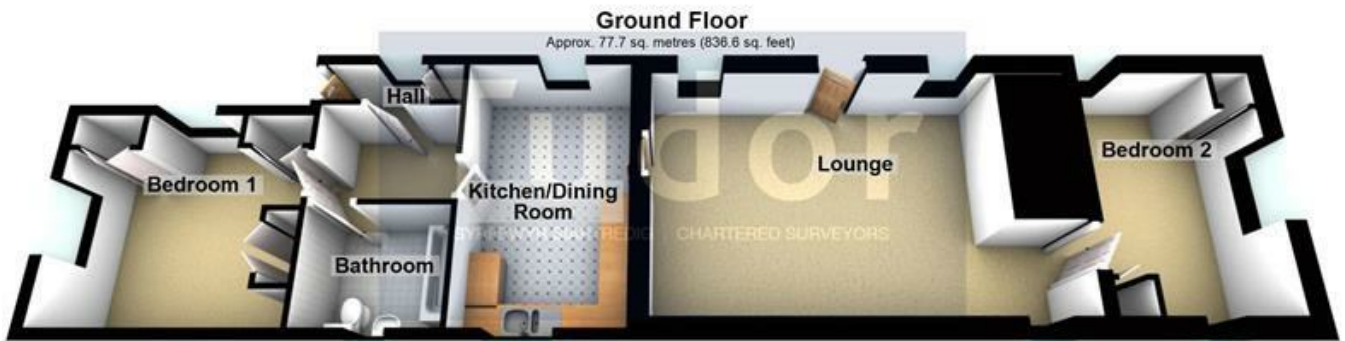 Ground Floor
Approx. 77.7 sq. metres (836.6 sq. feet)
Hall
Bedroom 1
Kitchen/Dining
Room
Lounge
Bedroom 2
Bathroom
Tudor
CHARTERED SURVEYORS